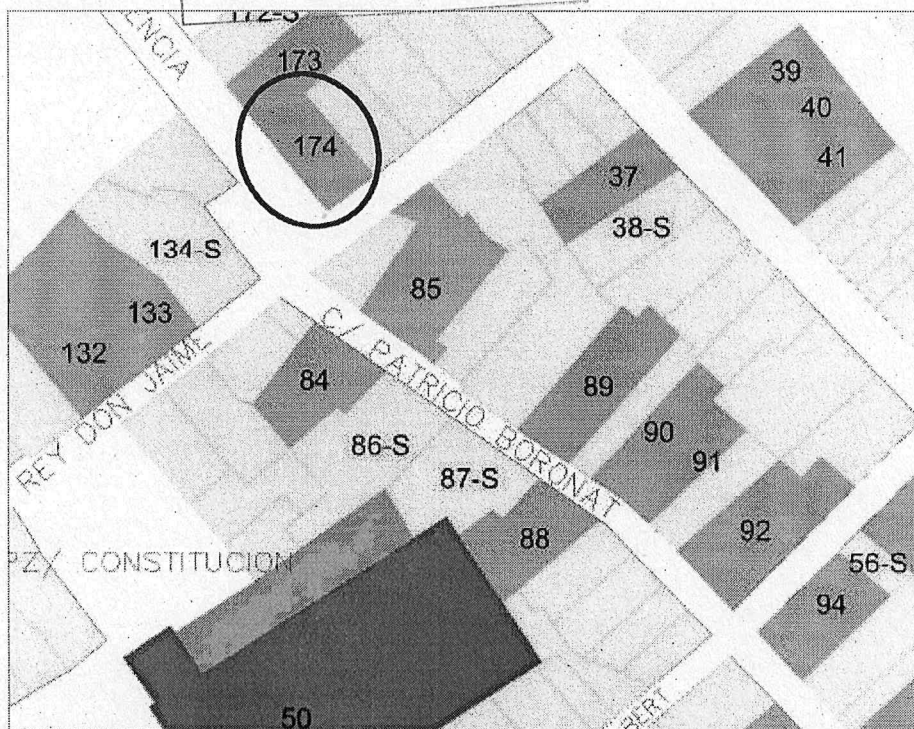 172-S
ENCIA
173
174
39
40
41
37
38-S
134-S
133
132
85
C/ PATRICIO BORONAT
REY DON JAIME
84
89
86-S
87-S
90
91
88
92
56-S
94
PZ/ CONSTITUCION
50
BERT